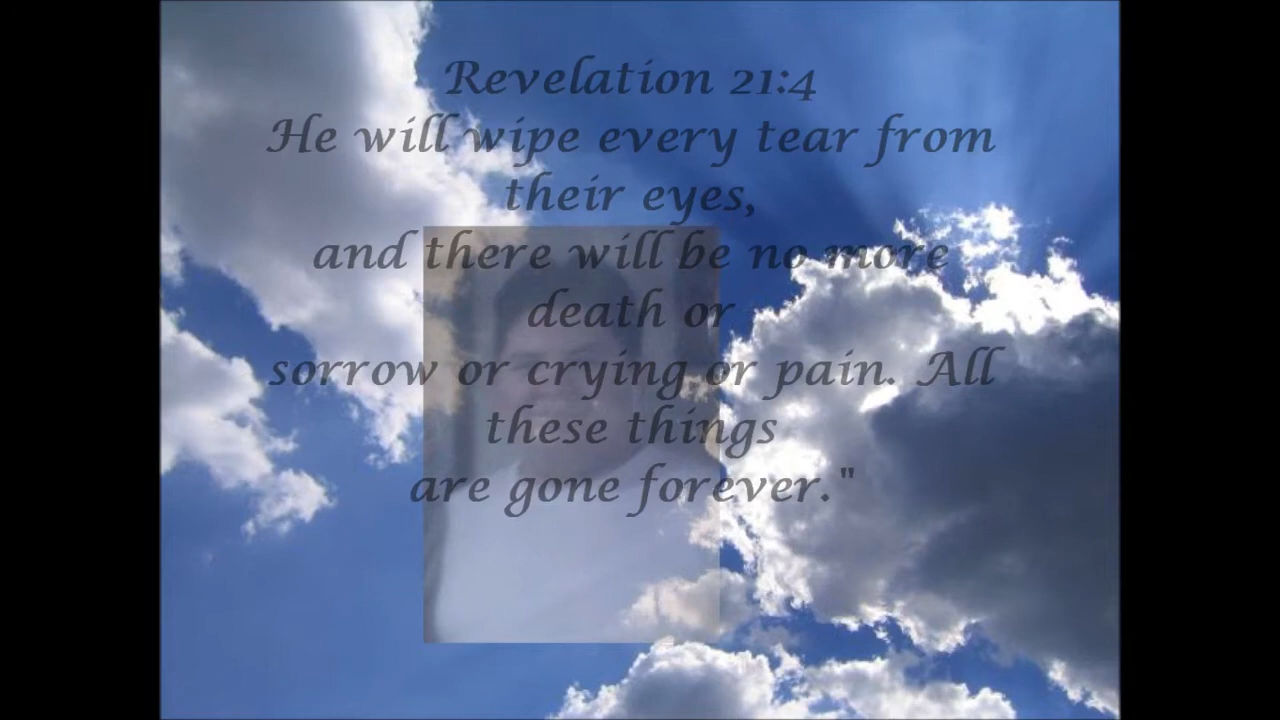 Revelation 21:4
He will wipe every tear from
their eyes,
and there will be no more
death or
sorrow or crying or pain. All
these things
are gone forever."